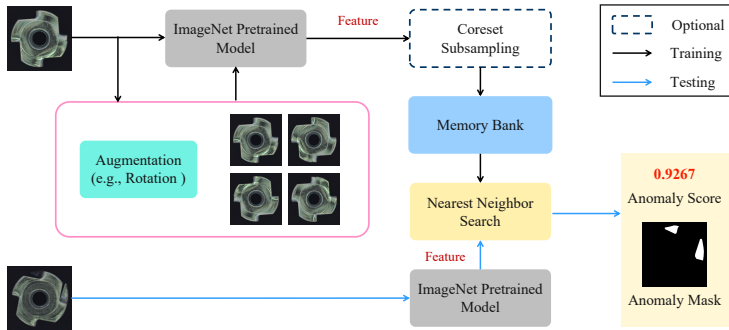 ImageNet Pretrained
Model
Feature
Coreset
Subsampling
Optional
Training
Testing
Memory Bank
Augmentation
(e.g., Rotation )
Nearest Neighbor
Search
0.9267
Anomaly Score
Feature
ImageNet Pretrained
Model
Anomaly Mask